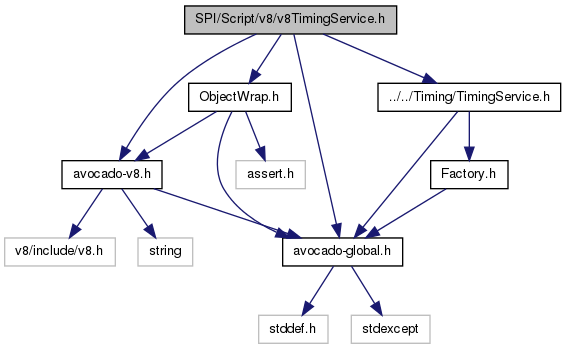 SPI/Script/v8/v8TimingService.h
ObjectWrap.h
../../Timing/TimingService.h
avocado-v8.h
assert.h
Factory.h
v8/include/v8.h
string
avocado-global.h
stddef.h
stdexcept